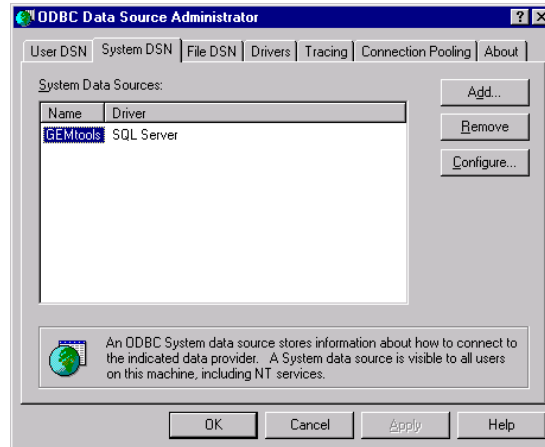 ODBC Data Source Administrator
User DSN System DSN File DSN Drivers Tracing Connection Pooling About
System Data Sources:
Name Driver
GEMtools SQL Server
Add...
Remove
Configure...
An ODBC System data source stores information about how to connect to
the indicated data provider. A System data source is visible to all users
on this machine, including NT services.
OK Cancel Apply Help